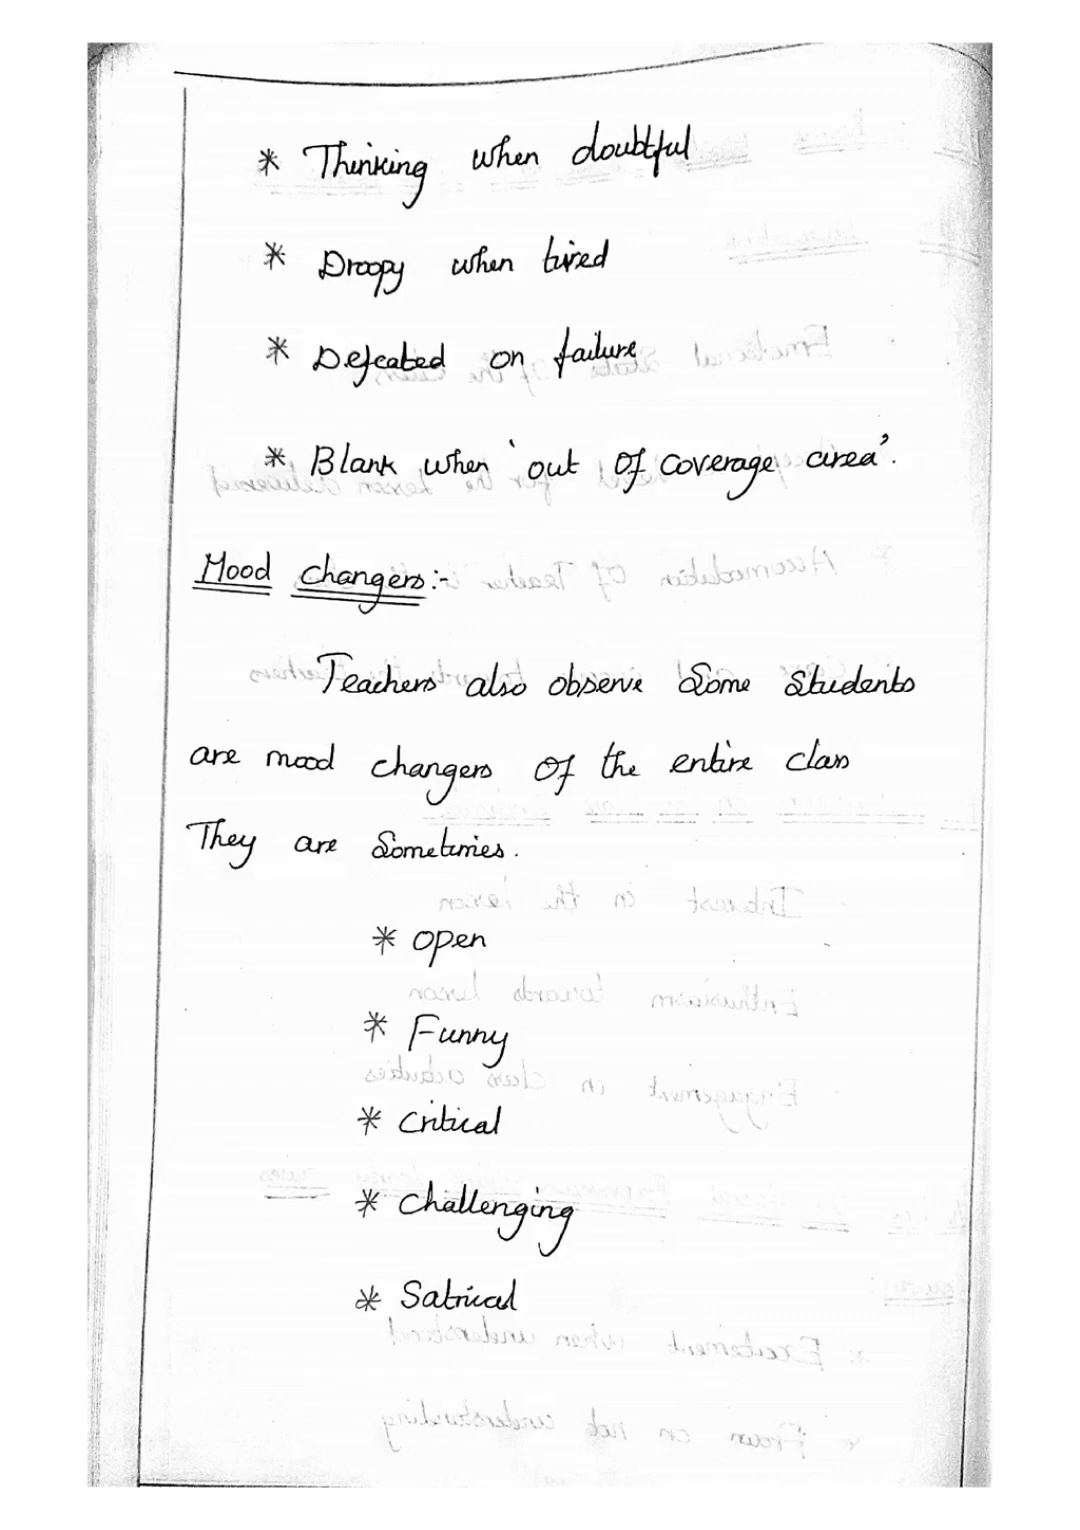 * Thinking when doubtful
* Droopy when tired
* Defeated on failure
* Blank when 'out of coverage area'.
Mood changers:-
Teachers also observe Some Students
are mood changers of the entire class
They are Sometimes.
* open
* Funny
* Critical
* Challenging
* Satrical